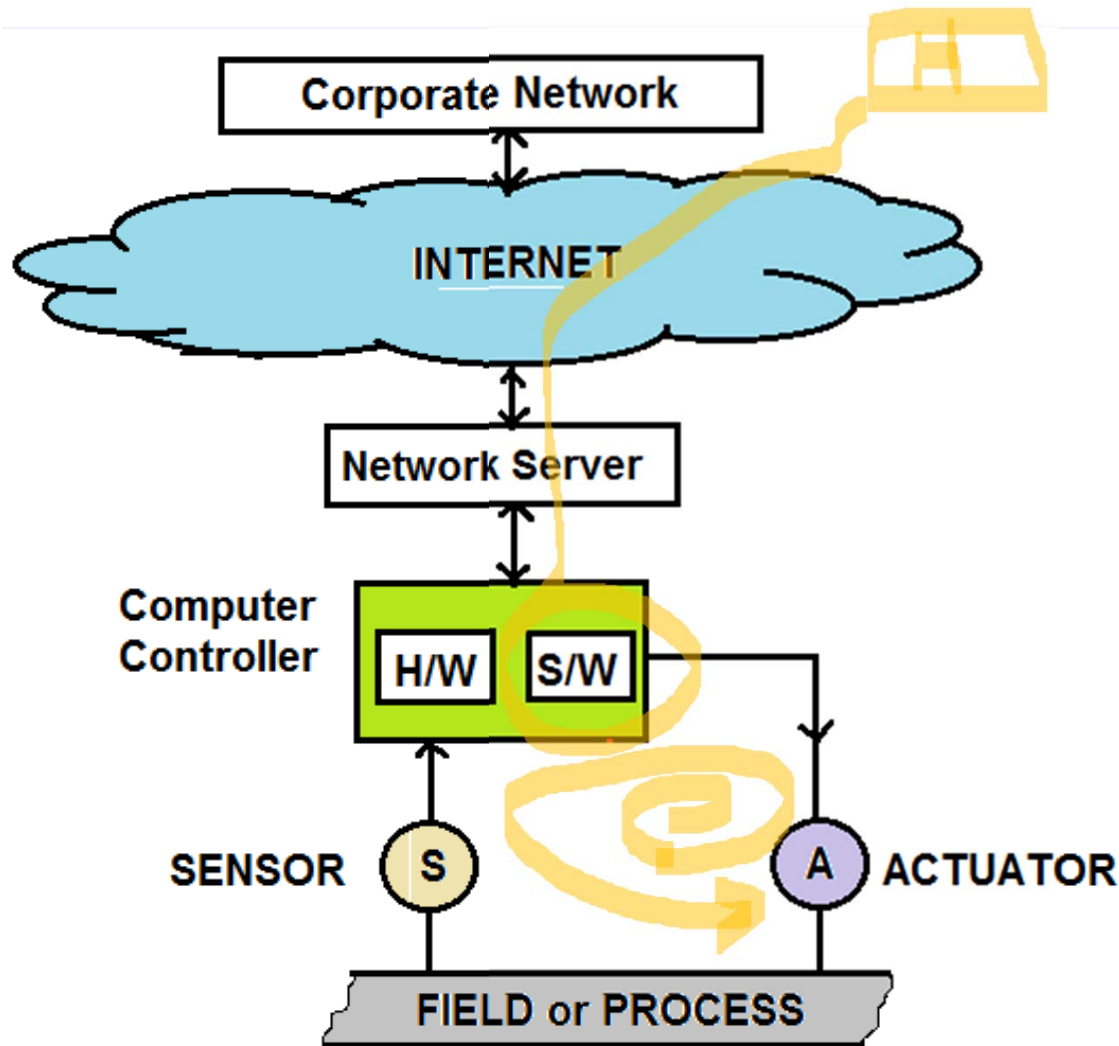 H
Corporate Network
INTERNET
Network Server
Computer
Controller
H/W
S/W
SENSOR
S
A
ACTUATOR
FIELD or PROCESS